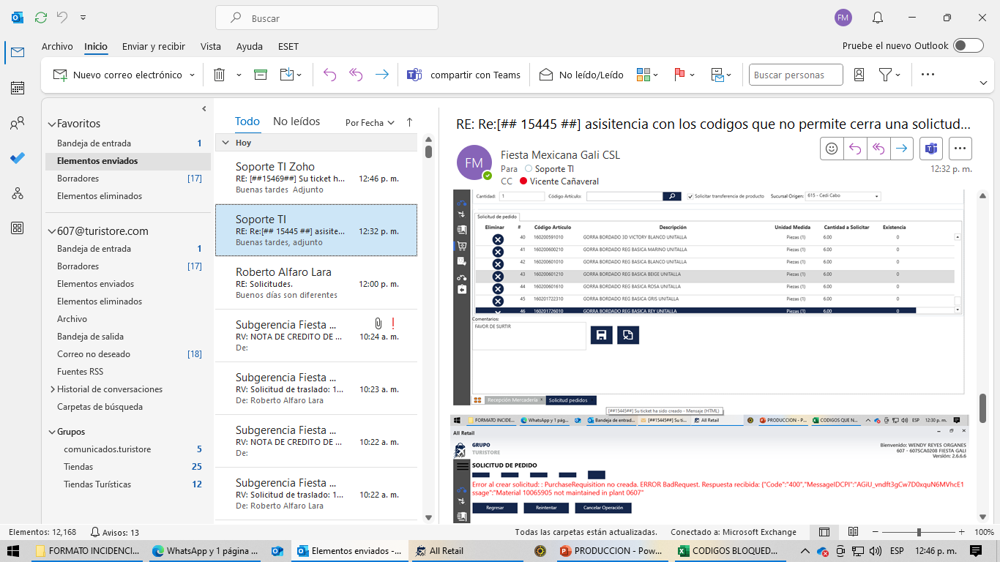 Buscar
FM
Archivo Inicio Enviar y recibir Vista Ayuda ESET
Pruebe el nuevo Outlook
Nuevo correo electrónico
compartir con Teams
No leído/Leído
Buscar personas
Favoritos
Bandeja de entrada 1
Elementos enviados
Borradores [17]
Elementos eliminados
607@turistore.com
Bandeja de entrada 1
Borradores [17]
Elementos enviados
Elementos eliminados
Archivo
Bandeja de salida
Correo no deseado [18]
Fuentes RSS
Historial de conversaciones
Carpetas de búsqueda
Grupos
comunicados.turistore 5
Tiendas 25
Tiendas Turísticas 12
Todo No leídos Por Fecha
Hoy
Soporte TI Zoho
RE: [##15469##] Su ticket h... 12:46 p. m.
Buenas tardes Adjunto
Soporte TI
RE: Re:[## 15445 ##] asisite... 12:32 p. m.
Buenas tardes, adjunto
Roberto Alfaro Lara
RE: Solicitudes. 12:00 p. m.
Buenos días son diferentes
Subgerencia Fiesta ...
RV: NOTA DE CREDITO DE ... 10:24 a. m.
De:
Subgerencia Fiesta ...
RV: Solicitud de traslado: 1... 10:23 a. m.
De: Roberto Alfaro Lara
Subgerencia Fiesta ...
RV: NOTA DE CREDITO DE ... 10:22 a. m.
De: Roberto Alfaro Lara
Subgerencia Fiesta ...
RV: Solicitud de traslado: 1... 10:22 a. m.
De: Roberto Alfaro Lara
RE: Re:[## 15445 ##] asisitencia con los codigos que no permite cerra una solictud...
FM
Fiesta Mexicana Gali CSL
Para Soporte TI
CC Vicente Cañaveral
12:32 p. m.
Cantidad: 1 Código Artículo: Solicitar transferencia de producto Sucursal Origen: 615 - Cedi Cabo
Solicitud de pedido
Eliminar # Código Artículo Descripción Unidad Medida Cantidad a Solicitar Existencia
40 160200591010 GORRA BORDADO 3D VICTORY BLANCO UNITALLA Piezas (1) 6.00 0
41 160200600210 GORRA BORDADO REG BASICA MARINO UNITALLA Piezas (1) 6.00 0
42 160200601010 GORRA BORDADO REG BASICA BLANCO UNITALLA Piezas (1) 6.00 0
43 160200601210 GORRA BORDADO REG BASICA BEIGE UNITALLA Piezas (1) 6.00 0
44 160200601610 GORRA BORDADO REG BASICA ROSA UNITALLA Piezas (1) 6.00 0
45 160201722310 GORRA BORDADO REG BASICA GRIS UNITALLA Piezas (1) 6.00 0
46 160201726010 GORRA BORDADO REG BASICA REY UNITALLA Piezas (1) 6.00 0
Comentarios:
FAVOR DE SURTIR
Recepción Mercadería Solicitud pedidos
[##15445##] Su ticket ha sido creado - Mensaje (HTML)
FORMATO INCIDE... WhatsApp y 1 pág... Bandeja de entrad... [##15445##] Su ti... All Retail PRODUCCION - P... CODIGOS QUE N... ESP 12:30 p. m.
All Retail
GRUPO
TURISTORE
Bienvenido: WENDY REYES ORGANES
607 - 607SCA0208 FIESTA GALI
Versión: 2.6.6.6
SOLICITUD DE PEDIDO
Error al crear solicitud: : PurchaseRequisition no creada. ERROR BadRequest. Respuesta recibida: {"Code":"400","MessageIDCPI":"AGiU_vndft3gCw7D0xquN6MVhcE1
ssage":"Material 10065905 not maintained in plant 0607"
Regresar Reintentar Cancelar Operación
Elementos: 12,168 Avisos: 13 Todas las carpetas están actualizadas. Conectado a: Microsoft Exchange 100%
FORMATO INCIDENCI... WhatsApp y 1 página ... Elementos enviados -... All Retail PRODUCCION - Pow... CODIGOS BLOQUED... ESP 12:46 p. m.